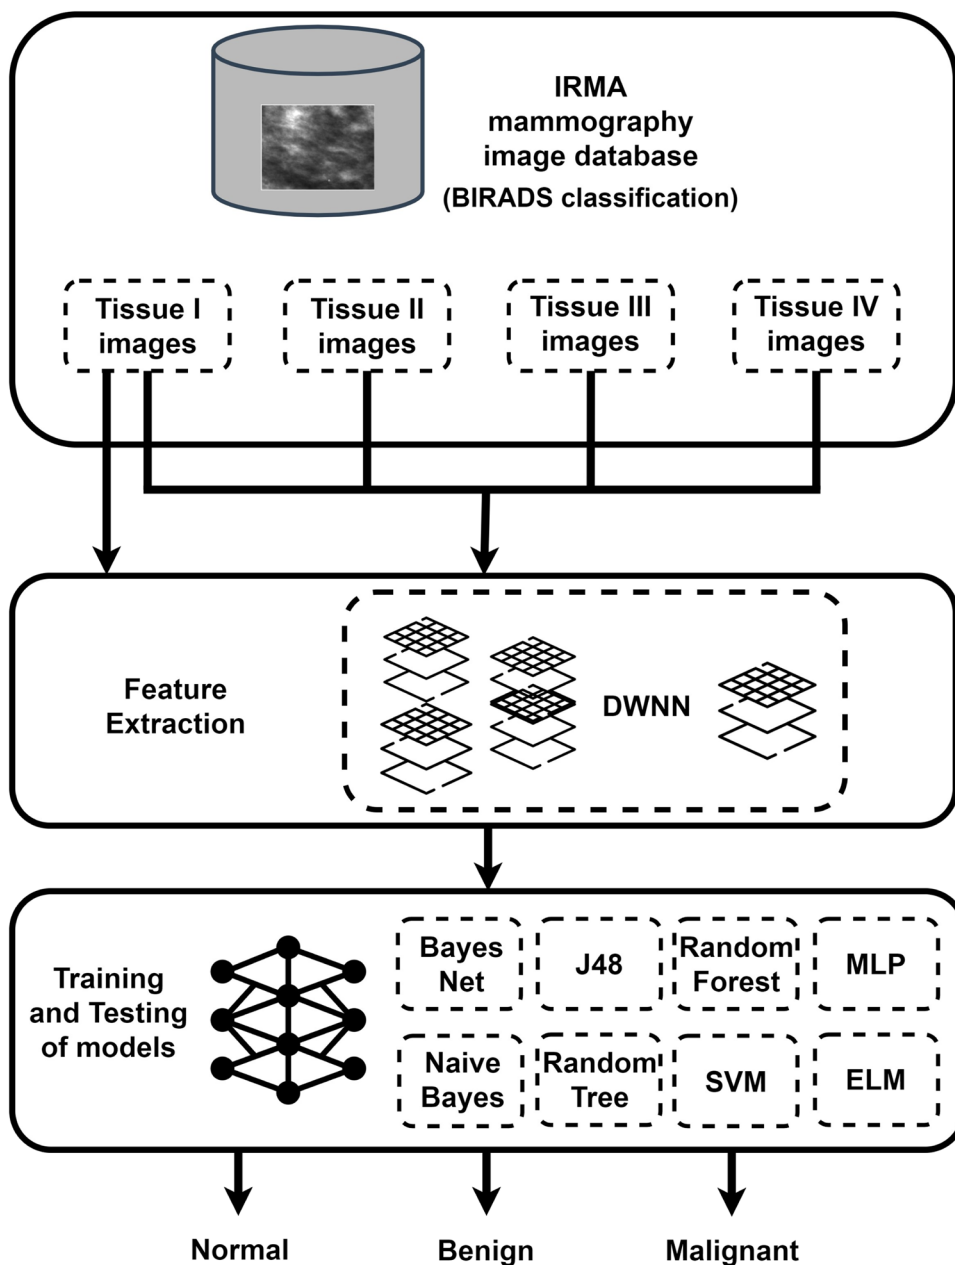 IRMA
mammography
image database
(BIRADS classification)
Tissue I
images
Tissue II
images
Tissue III
images
Tissue IV
images
Feature
Extraction
DWNN
Training
and Testing
of models
Bayes
Net
J48
Random
Forest
MLP
Naive
Bayes
Random
Tree
SVM
ELM
Normal
Benign
Malignant